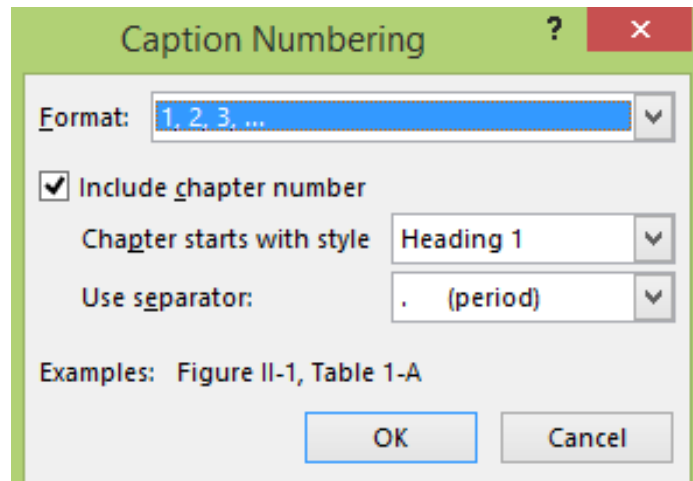 Caption Numbering ? ×
Format: 1, 2, 3, ...
Include chapter number
Chapter starts with style Heading 1
Use separator: . (period)
Examples: Figure II-1, Table 1-A
OK Cancel